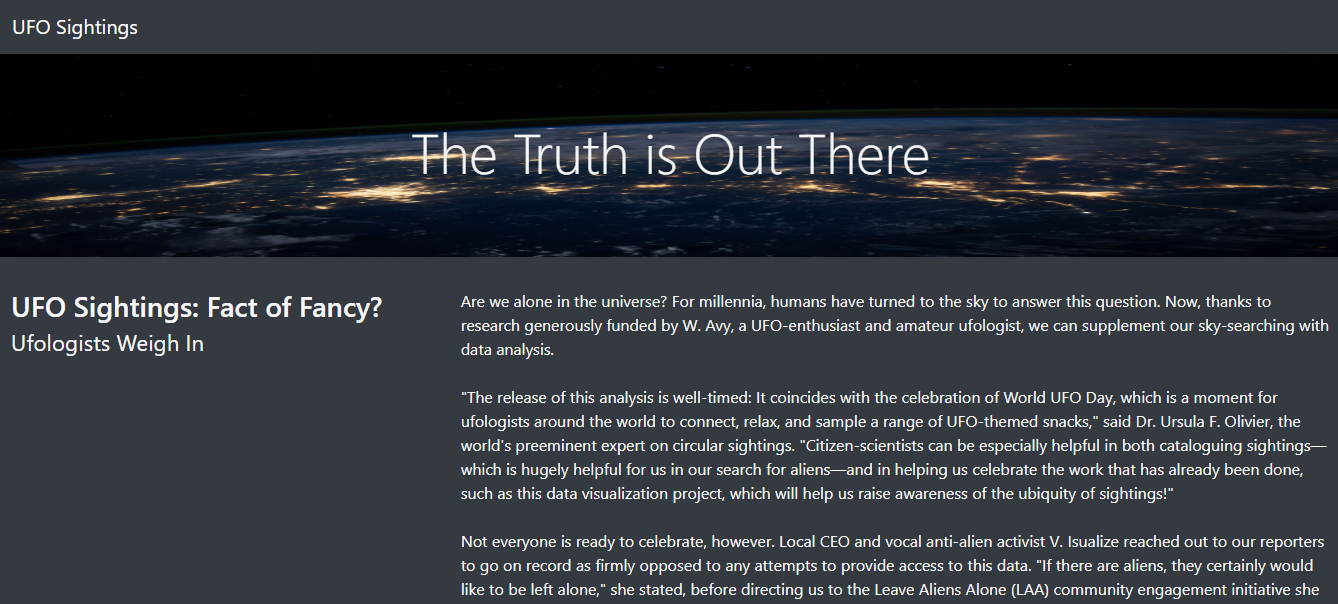 UFO Sightings
The Truth is Out There
UFO Sightings: Fact of Fancy?
Ufologists Weigh In
Are we alone in the universe? For millennia, humans have turned to the sky to answer this question. Now, thanks to
research generously funded by W. Avy, a UFO-enthusiast and amateur ufologist, we can supplement our sky-searching with
data analysis.
"The release of this analysis is well-timed: It coincides with the celebration of World UFO Day, which is a moment for
ufologists around the world to connect, relax, and sample a range of UFO-themed snacks," said Dr. Ursula F. Olivier, the
world's preeminent expert on circular sightings. "Citizen-scientists can be especially helpful in both cataloguing sightings—
which is hugely helpful for us in our search for aliens—and in helping us celebrate the work that has already been done,
such as this data visualization project, which will help us raise awareness of the ubiquity of sightings!"
Not everyone is ready to celebrate, however. Local CEO and vocal anti-alien activist V. Isualize reached out to our reporters
to go on record as firmly opposed to any attempts to provide access to this data. "If there are aliens, they certainly would
like to be left alone," she stated, before directing us to the Leave Aliens Alone (LAA) community engagement initiative she